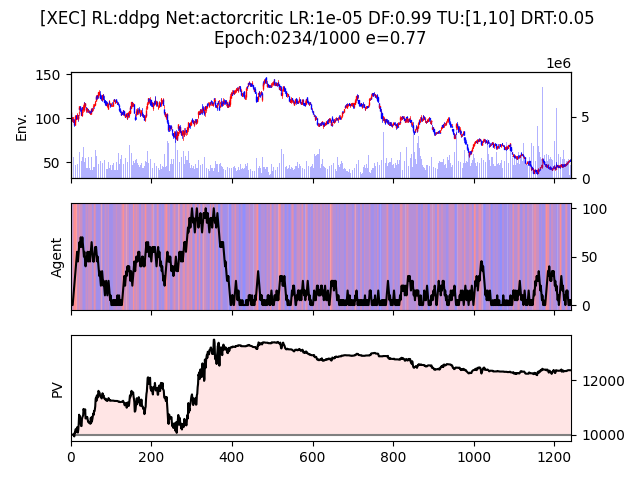 [XEC] RL:ddpg Net:actorcritic LR:1e-05 DF:0.99 TU:[1,10] DRT:0.05
Epoch:0234/1000 e=0.77
1e6
150
100
50
Env.
5
0
Agent
100
50
0
PV
12000
10000
0 200 400 600 800 1000 1200